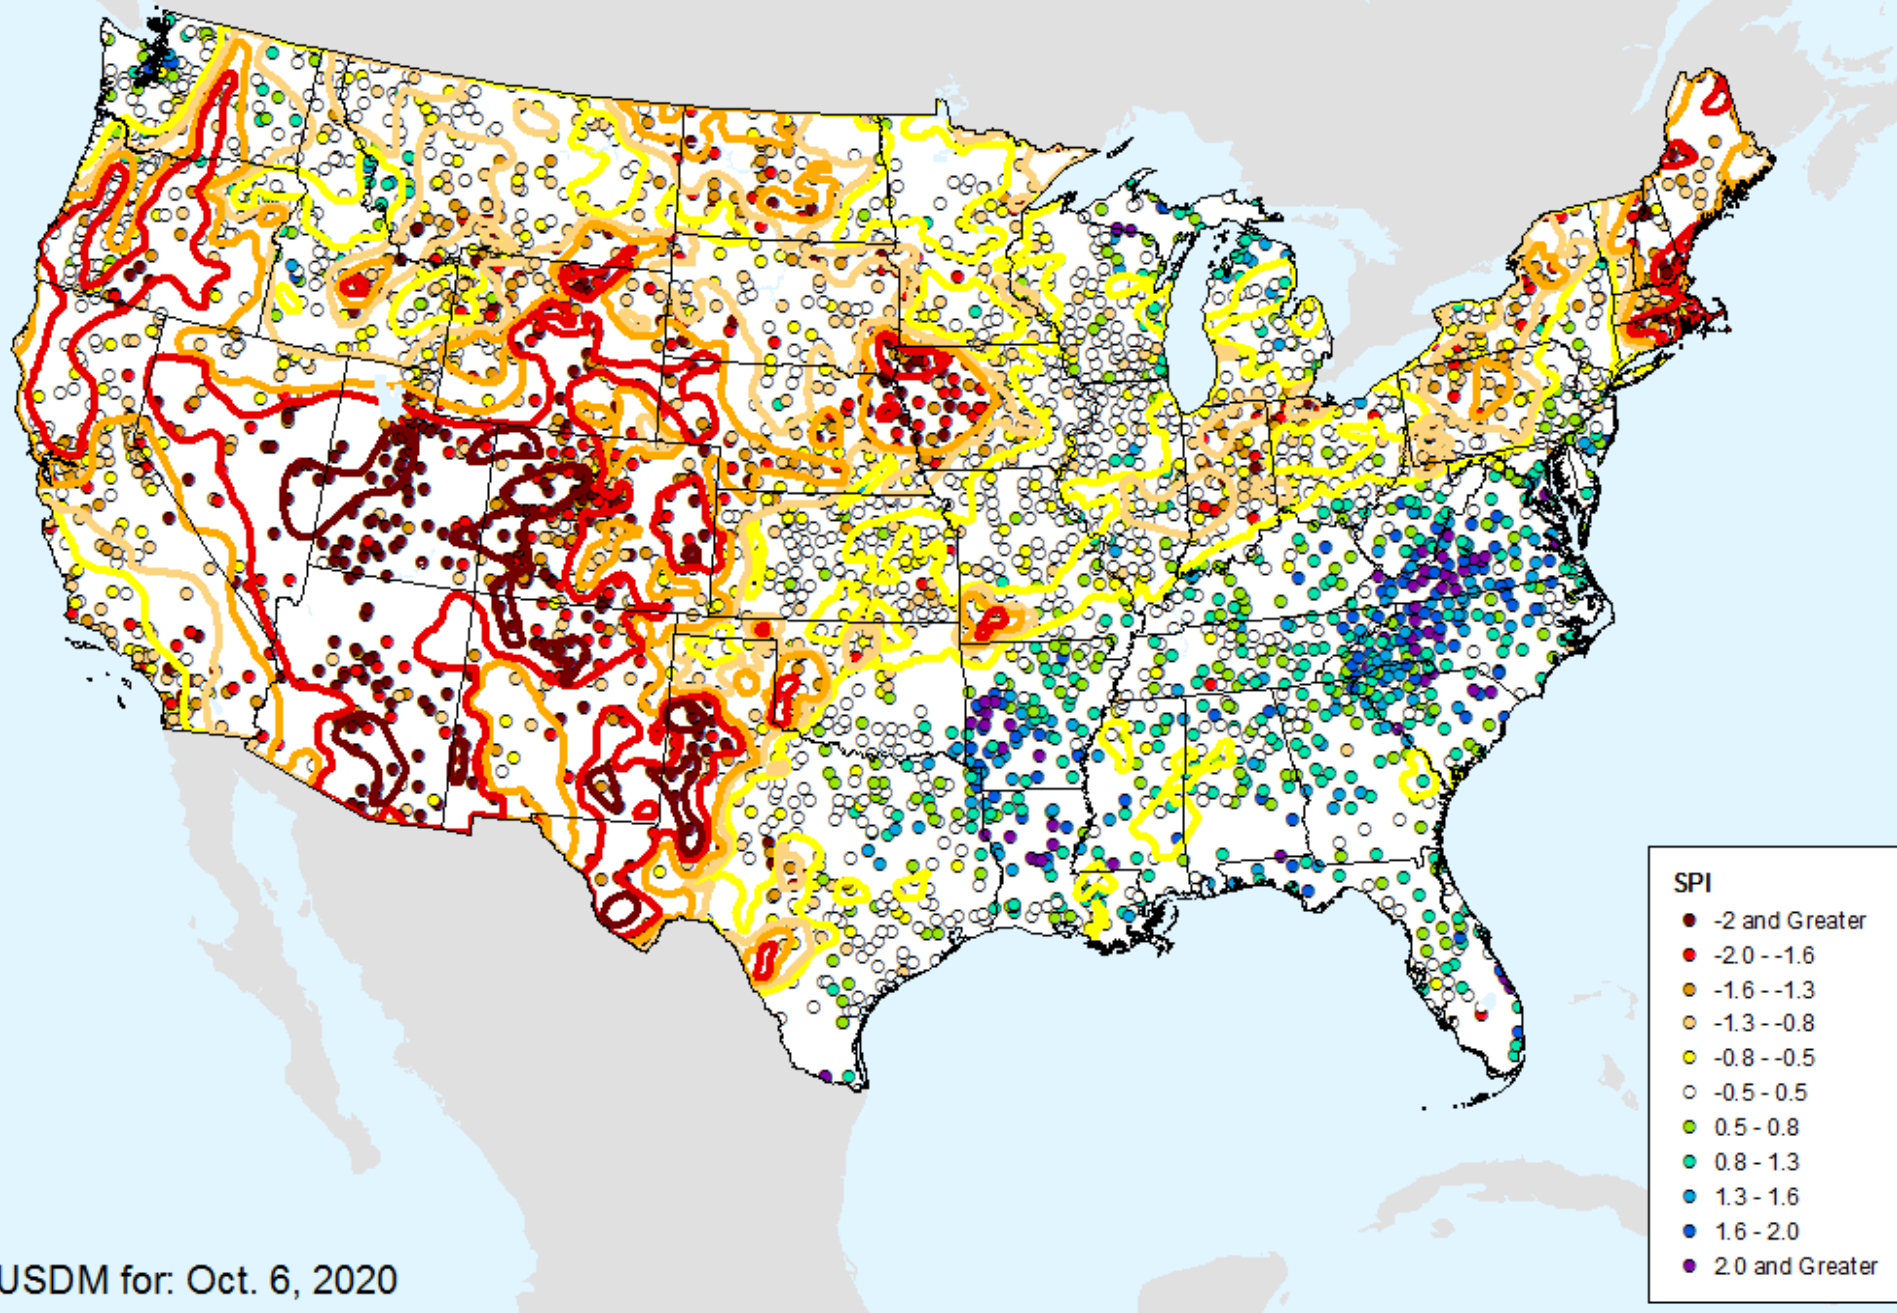 SPI
-2 and Greater
-2.0 - -1.6
-1.6 - -1.3
-1.3 - -0.8
-0.8 - -0.5
-0.5 - 0.5
0.5 - 0.8
0.8 - 1.3
1.3 - 1.6
1.6 - 2.0
2.0 and Greater
USDM for: Oct. 6, 2020